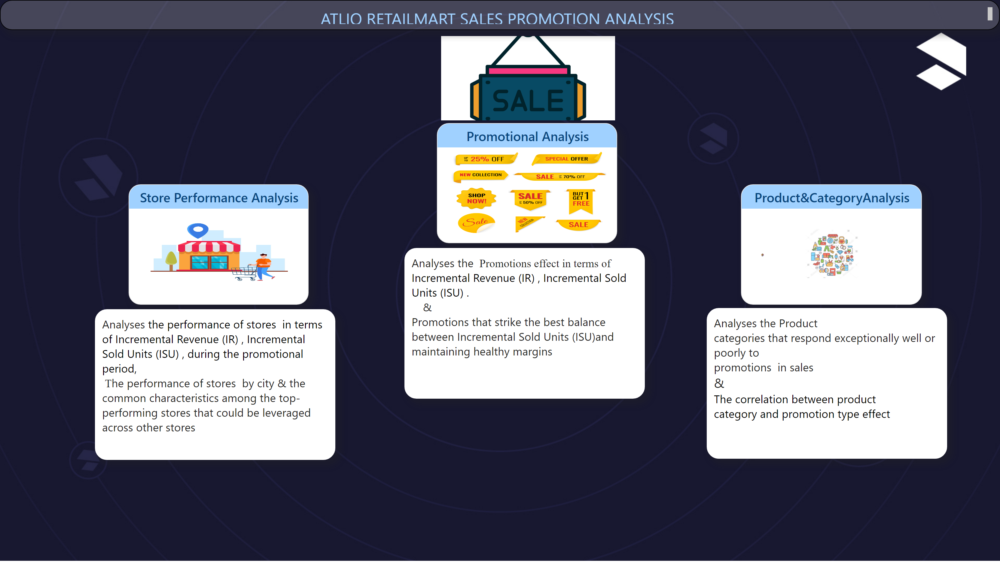 ATLIO RETAILMART SALES PROMOTION ANALYSIS
SALE
Promotional Analysis
UP TO 25% OFF
SPECIAL OFFER
NEW COLLECTION
SALE UP TO 70% OFF
SHOP
NOW!
SALE
UP TO 50% OFF
BUT 1
GET
FREE
Sale
NEW
COLLECTION
SALE
Analyses the  Promotions effect in terms of
Incremental Revenue (IR) , Incremental Sold
Units (ISU) .
&
Promotions that strike the best balance
between Incremental Sold Units (ISU)and
maintaining healthy margins
Store Performance Analysis
Analyses the performance of stores  in terms
of Incremental Revenue (IR) , Incremental
Sold Units (ISU) , during the promotional
period,
The performance of stores  by city & the
common characteristics among the top-
performing stores that could be leveraged
across other stores
Product&CategoryAnalysis
Analyses the Product
categories that respond exceptionally well or
poorly to
promotions  in sales
&
The correlation between product
category and promotion type effect